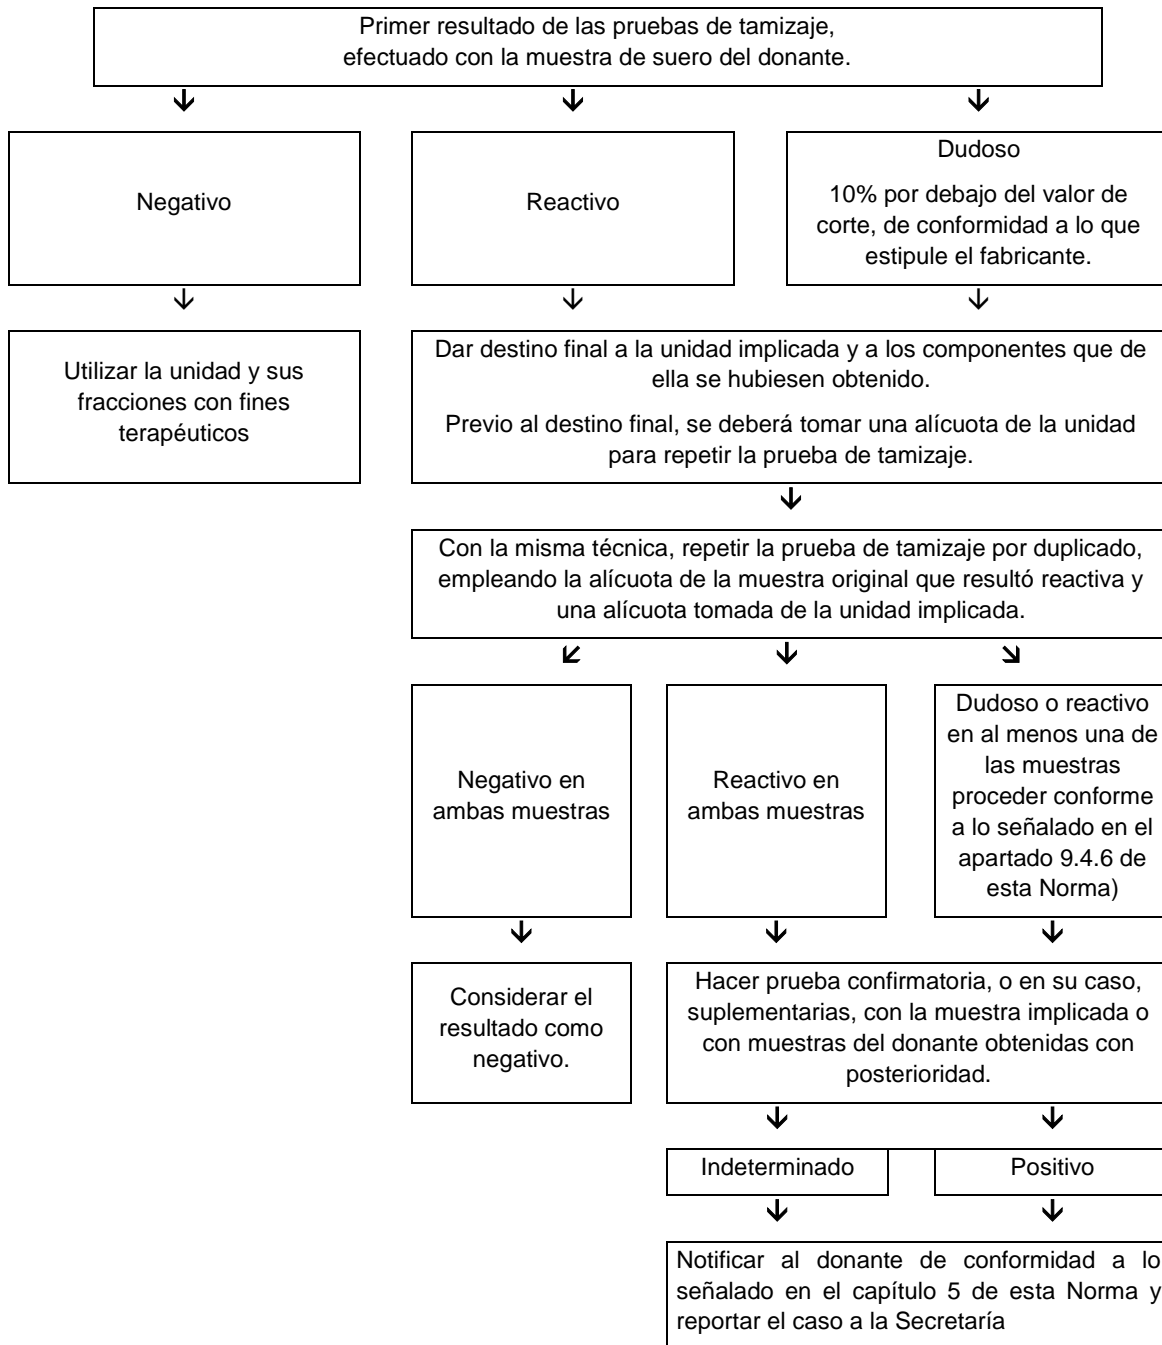 Primer resultado de las pruebas de tamizaje,
efectuado con la muestra de suero del donante.
Negativo
Reactivo
Dudoso
10% por debajo del valor de
corte, de conformidad a lo que
estipule el fabricante.
Utilizar la unidad y sus
fracciones con fines
terapéuticos
Dar destino final a la unidad implicada y a los componentes que de
ella se hubiesen obtenido.
Previo al destino final, se deberá tomar una alícuota de la unidad
para repetir la prueba de tamizaje.
Con la misma técnica, repetir la prueba de tamizaje por duplicado,
empleando la alícuota de la muestra original que resultó reactiva y
una alícuota tomada de la unidad implicada.
Negativo en
ambas muestras
Reactivo en
ambas muestras
Dudoso o reactivo
en al menos una de
las muestras
proceder conforme
a lo señalado en el
apartado 9.4.6 de
esta Norma)
Considerar el
resultado como
negativo.
Hacer prueba confirmatoria, o en su caso,
suplementarias, con la muestra implicada o
con muestras del donante obtenidas con
posterioridad.
Indeterminado
Positivo
Notificar al donante de conformidad a lo
señalado en el capítulo 5 de esta Norma y
reportar el caso a la Secretaría